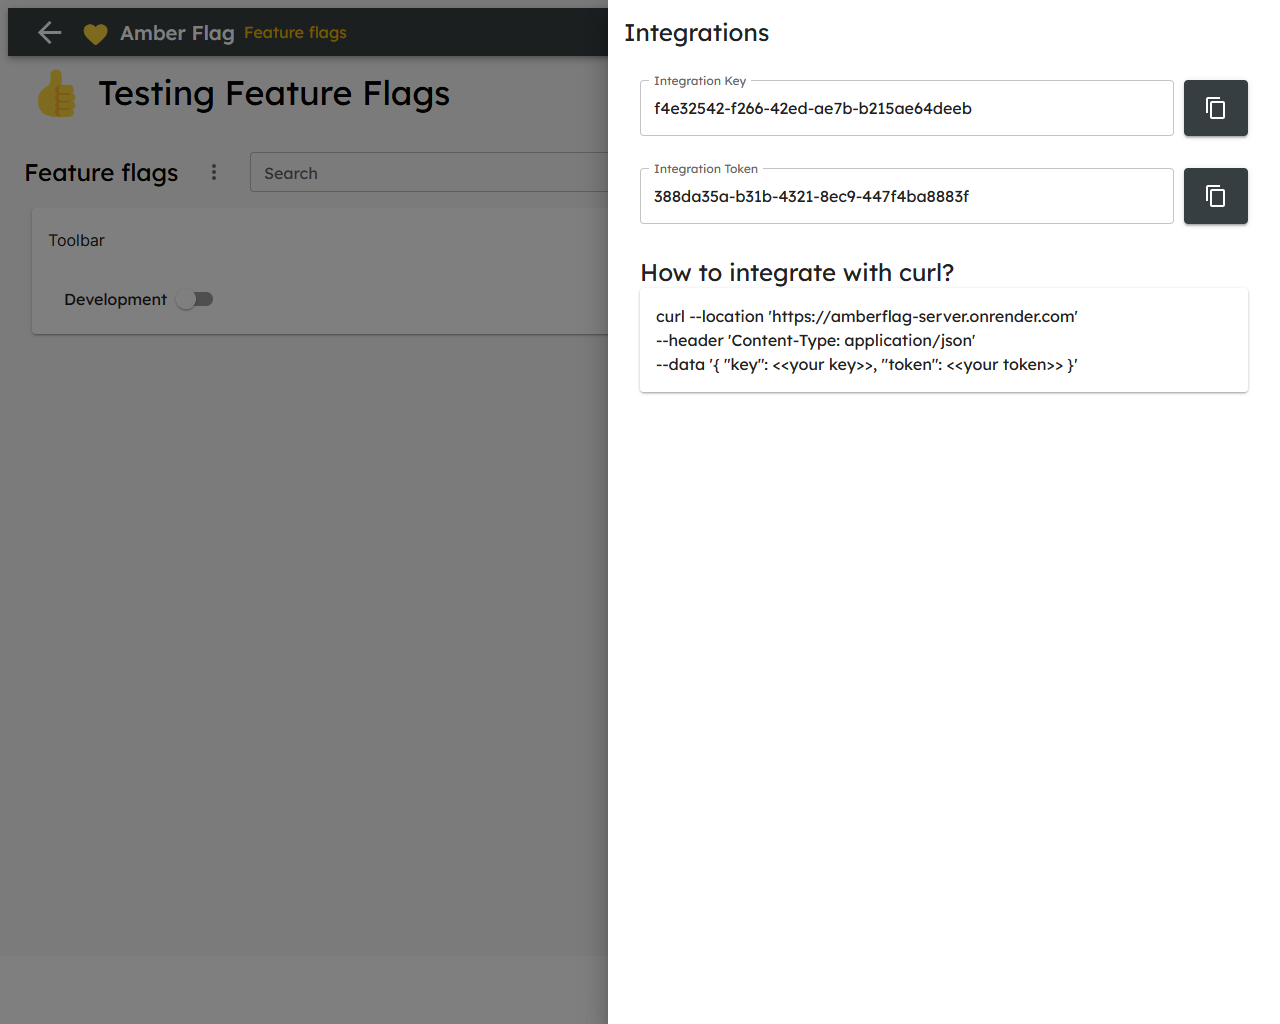 Amber Flag Feature flags
Testing Feature Flags
Feature flags
Search
Toolbar
Development
Integrations
Integration Key
f4e32542-f266-42ed-ae7b-b215ae64deeb
Integration Token
388da35a-b31b-4321-8ec9-447f4ba8883f
How to integrate with curl?
curl --location 'https://amberflag-server.onrender.com'
--header 'Content-Type: application/json'
--data '{ "key": <<your key>>, "token": <<your token>> }'